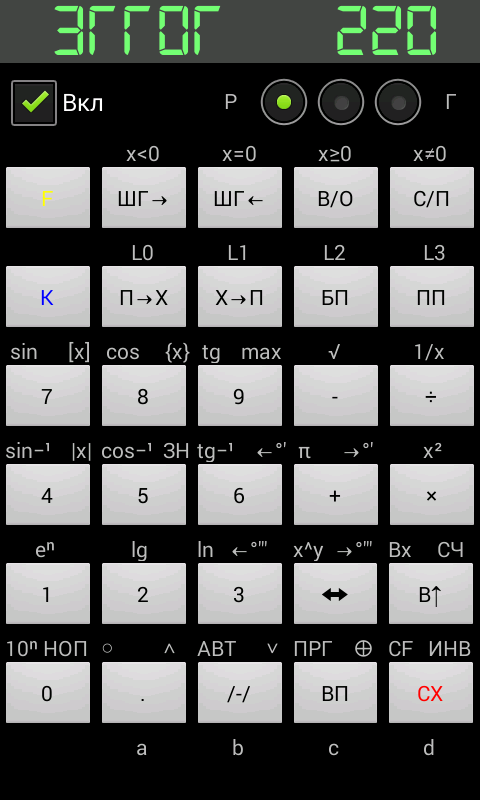 ЗГГОГ 220
Вкл Р Г
x<0 x=0 x≥0 x≠0
F ШГ→ ШГ← В/О С/П
L0 L1 L2 L3
К П→Х Х→П БП ПП
sin [x] cos {x} tg max √ 1/x
7 8 9 - ÷
sin⁻¹ |x| cos⁻¹ ЗН tg⁻¹ ←°' π →°' x²
4 5 6 + ×
eⁿ lg ln ←°'" x^y →°'" Вx СЧ
1 2 3 ⬌ В↑
10ⁿ НОП ○ ∧ АВТ ∨ ПРГ ⊕ CF ИНВ
0 . /-/ ВП СХ
a b c d